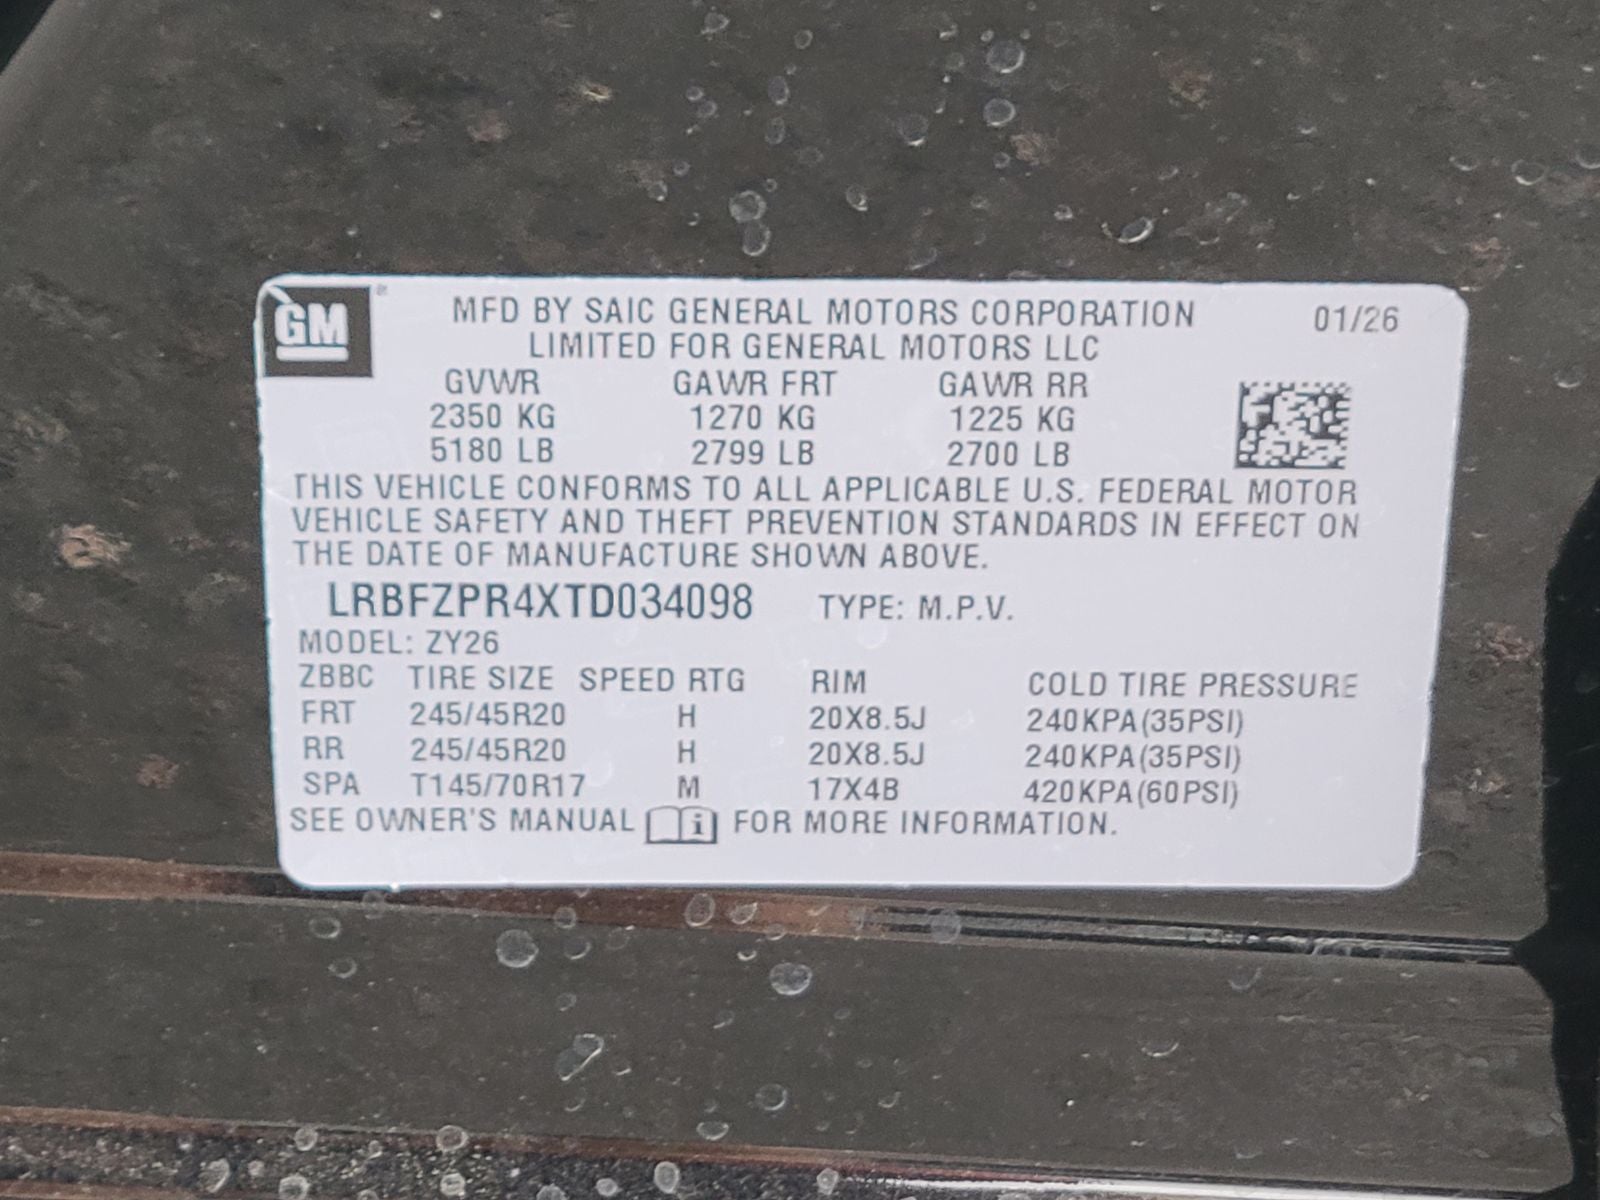 GM®
MFD BY SAIC GENERAL MOTORS CORPORATION 01/26
LIMITED FOR GENERAL MOTORS LLC
GVWR GAWR FRT GAWR RR
2350 KG 1270 KG 1225 KG
5180 LB 2799 LB 2700 LB
THIS VEHICLE CONFORMS TO ALL APPLICABLE U.S. FEDERAL MOTOR
VEHICLE SAFETY AND THEFT PREVENTION STANDARDS IN EFFECT ON
THE DATE OF MANUFACTURE SHOWN ABOVE.
LRBFZPR4XTD034098 TYPE: M.P.V.
MODEL: ZY26
ZBBC TIRE SIZE SPEED RTG RIM COLD TIRE PRESSURE
FRT 245/45R20 H 20X8.5J 240KPA(35PSI)
RR 245/45R20 H 20X8.5J 240KPA(35PSI)
SPA T145/70R17 M 17X4B 420KPA(60PSI)
SEE OWNER'S MANUAL i FOR MORE INFORMATION.